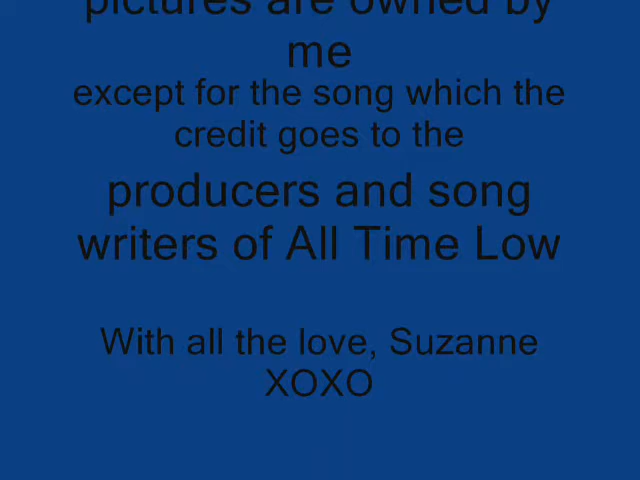 pictures are owned by
me
except for the song which the
credit goes to the
producers and song
writers of All Time Low
With all the love, Suzanne
XOXO